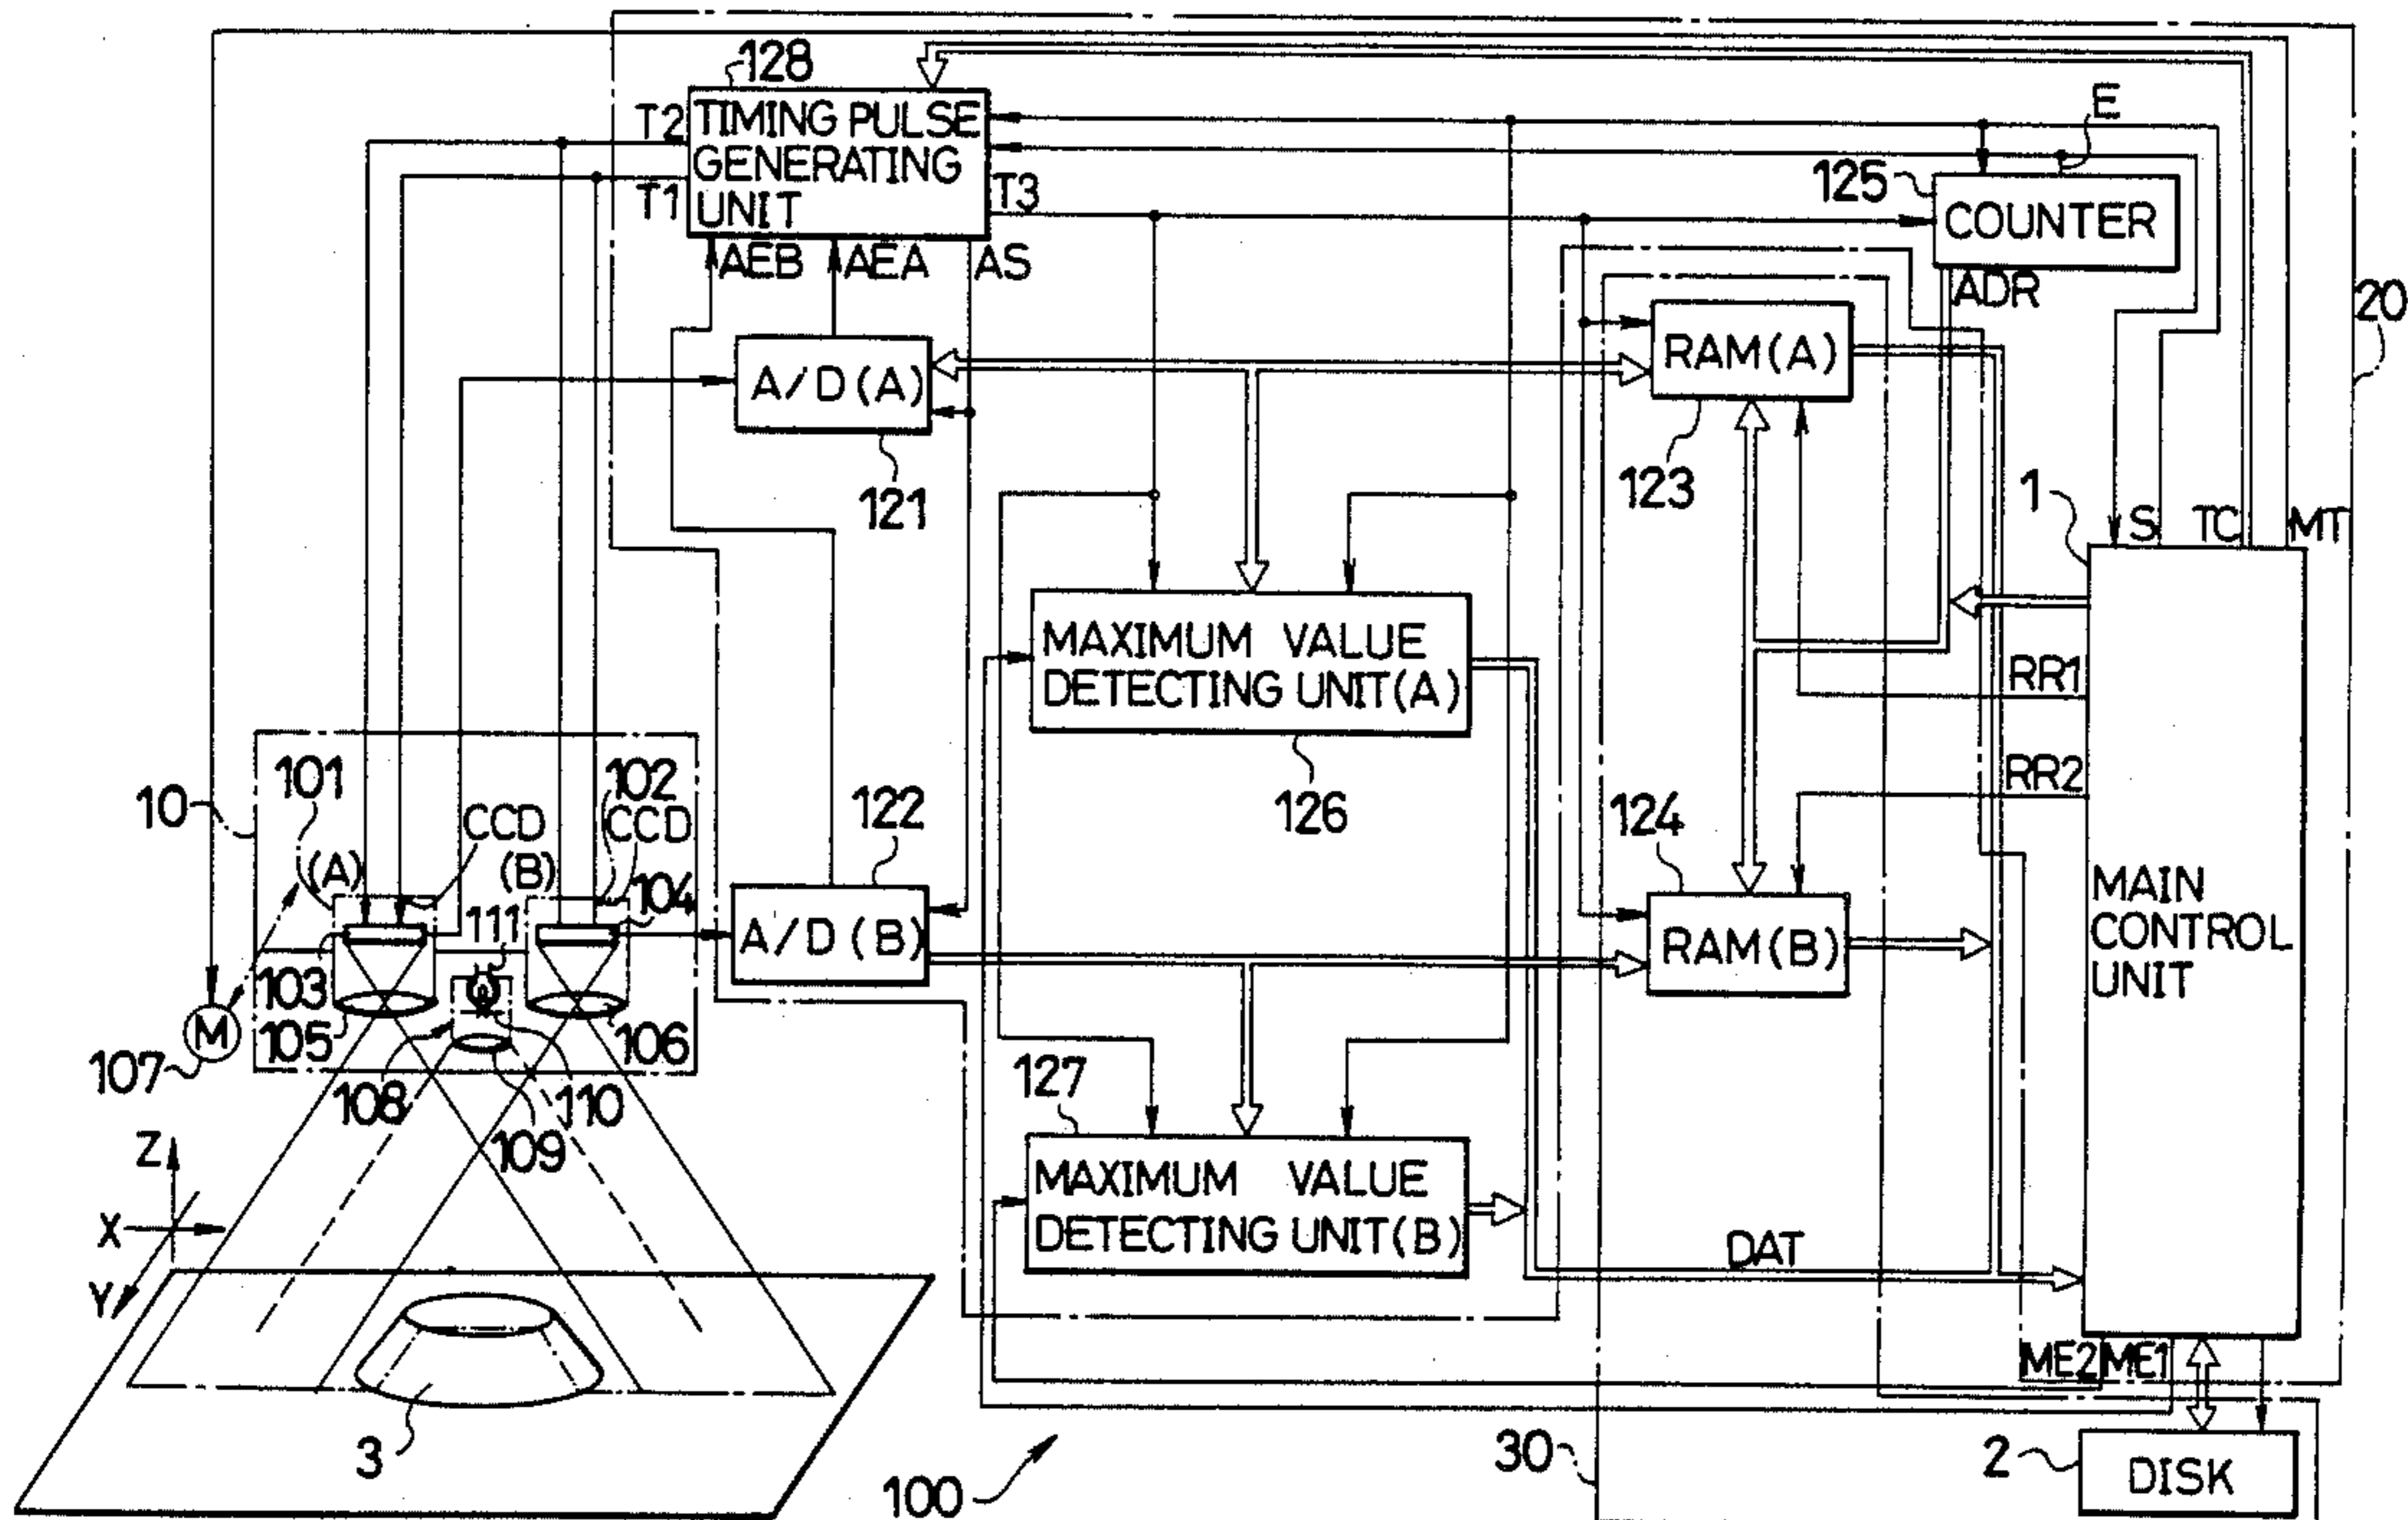 128
T2
TIMING PULSE
GENERATING
UNIT
T1
T3
AEB
AEA
AS
E
125
COUNTER
ADR
20
A/D (A)
121
RAM(A)
123
1
S
TC
MT
MAXIMUM VALUE
DETECTING UNIT(A)
126
RR1
RR2
MAIN
CONTROL
UNIT
10
101
102
CCD
CCD
(A)
(B)
104
111
103
105
M
107
108
109
110
106
122
A/D (B)
124
RAM(B)
127
MAXIMUM VALUE
DETECTING UNIT(B)
DAT
Z
X
Y
3
ME2
ME1
100
30
2
DISK